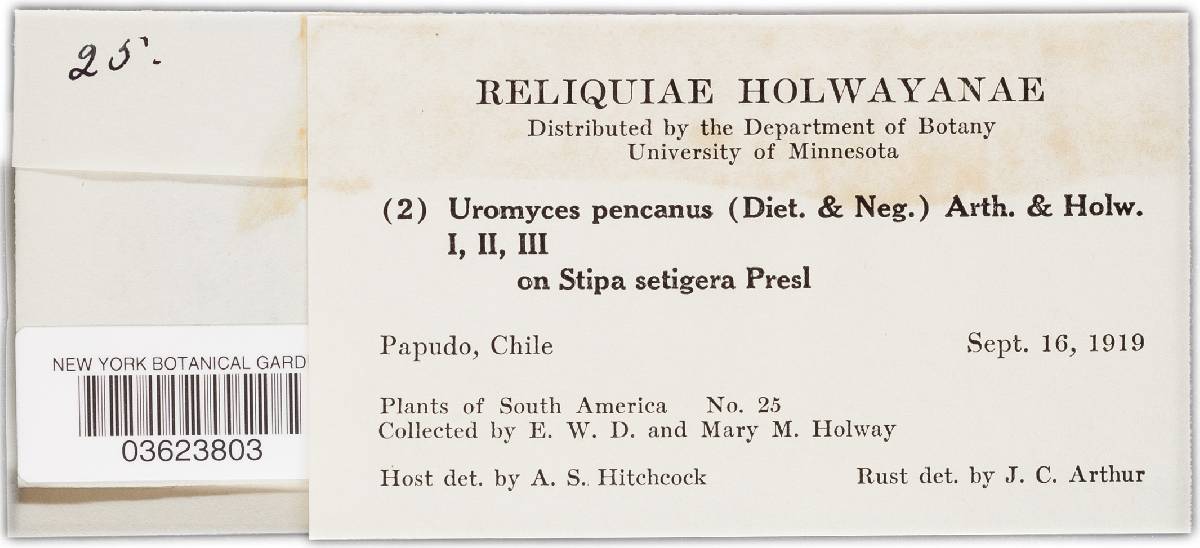 25.
RELIQUIAE HOLWAYANAE
Distributed by the Department of Botany
University of Minnesota
(2) Uromyces pencanus (Diet. & Neg.) Arth. & Holw.
I, II, III
on Stipa setigera Presl
Papudo, Chile Sept. 16, 1919
Plants of South America No. 25
Collected by E. W. D. and Mary M. Holway
Host det. by A. S. Hitchcock Rust det. by J. C. Arthur
NEW YORK BOTANICAL GARD
03623803